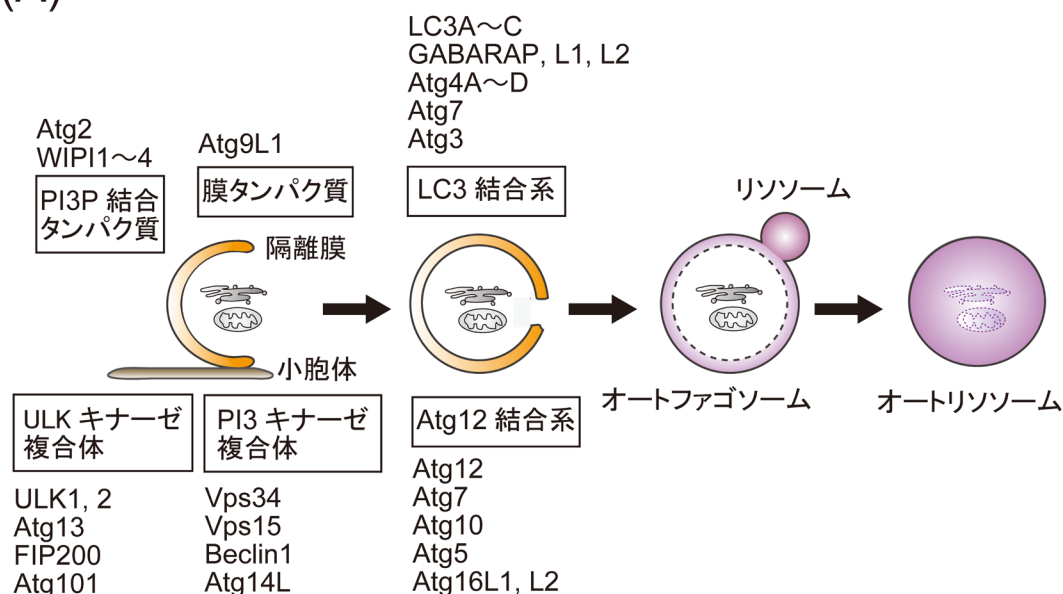 (A)
LC3A～C
GABARAP, L1, L2
Atg4A～D
Atg7
Atg3
Atg2
WIPI1～4
PI3P 結合
タンパク質
Atg9L1
膜タンパク質
LC3 結合系
隔離膜
小胞体
リソソーム
オートファゴソーム
オートリソソーム
ULK キナーゼ
複合体
ULK1, 2
Atg13
FIP200
Atg101
PI3 キナーゼ
複合体
Vps34
Vps15
Beclin1
Atg14L
Atg12 結合系
Atg12
Atg7
Atg10
Atg5
Atg16L1, L2